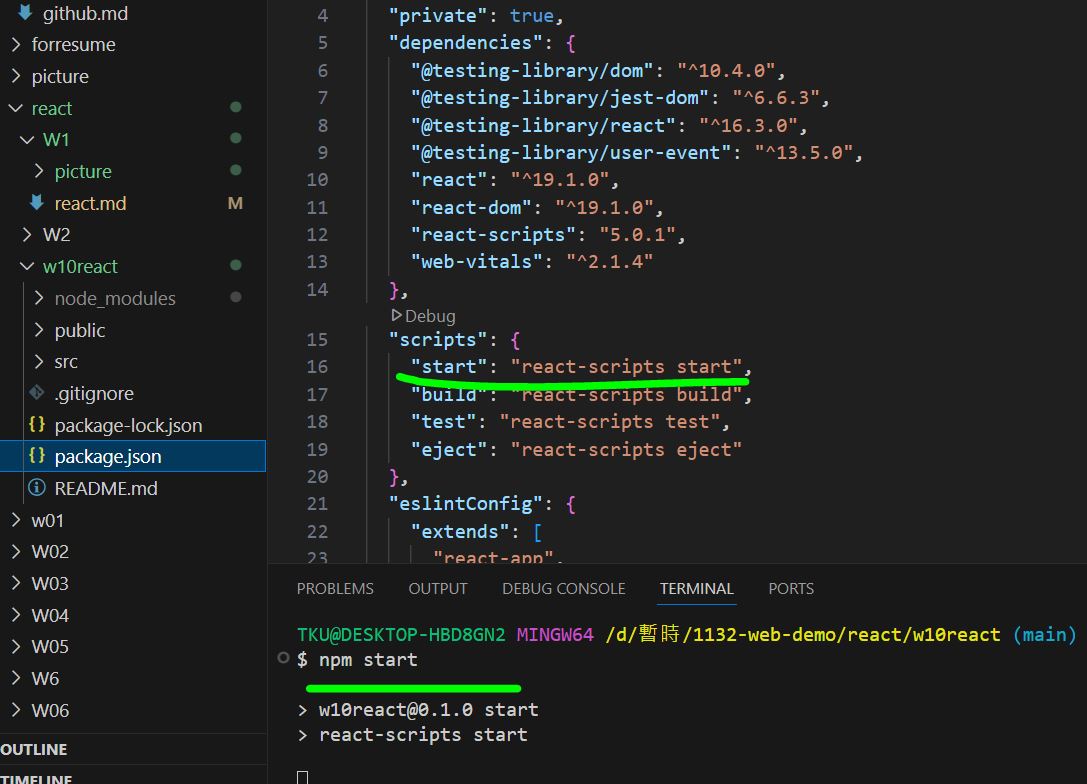 github.md
forresume
picture
react
W1
picture
react.md M
W2
w10react
node_modules
public
src
.gitignore
package-lock.json
package.json
README.md
w01
W02
W03
W04
W05
W6
W06
OUTLINE
TIMELINE
4 "private": true,
5 "dependencies": {
6 "@testing-library/dom": "^10.4.0",
7 "@testing-library/jest-dom": "^6.6.3",
8 "@testing-library/react": "^16.3.0",
9 "@testing-library/user-event": "^13.5.0",
10 "react": "^19.1.0",
11 "react-dom": "^19.1.0",
12 "react-scripts": "5.0.1",
13 "web-vitals": "^2.1.4"
14 },
Debug
15 "scripts": {
16 "start": "react-scripts start",
17 "build": "react-scripts build",
18 "test": "react-scripts test",
19 "eject": "react-scripts eject"
20 },
21 "eslintConfig": {
22 "extends": [
23 "react-app",
PROBLEMS OUTPUT DEBUG CONSOLE TERMINAL PORTS
TKU@DESKTOP-HBD8GN2 MINGW64 /d/暫時/1132-web-demo/react/w10react (main)
$ npm start
> w10react@0.1.0 start
> react-scripts start